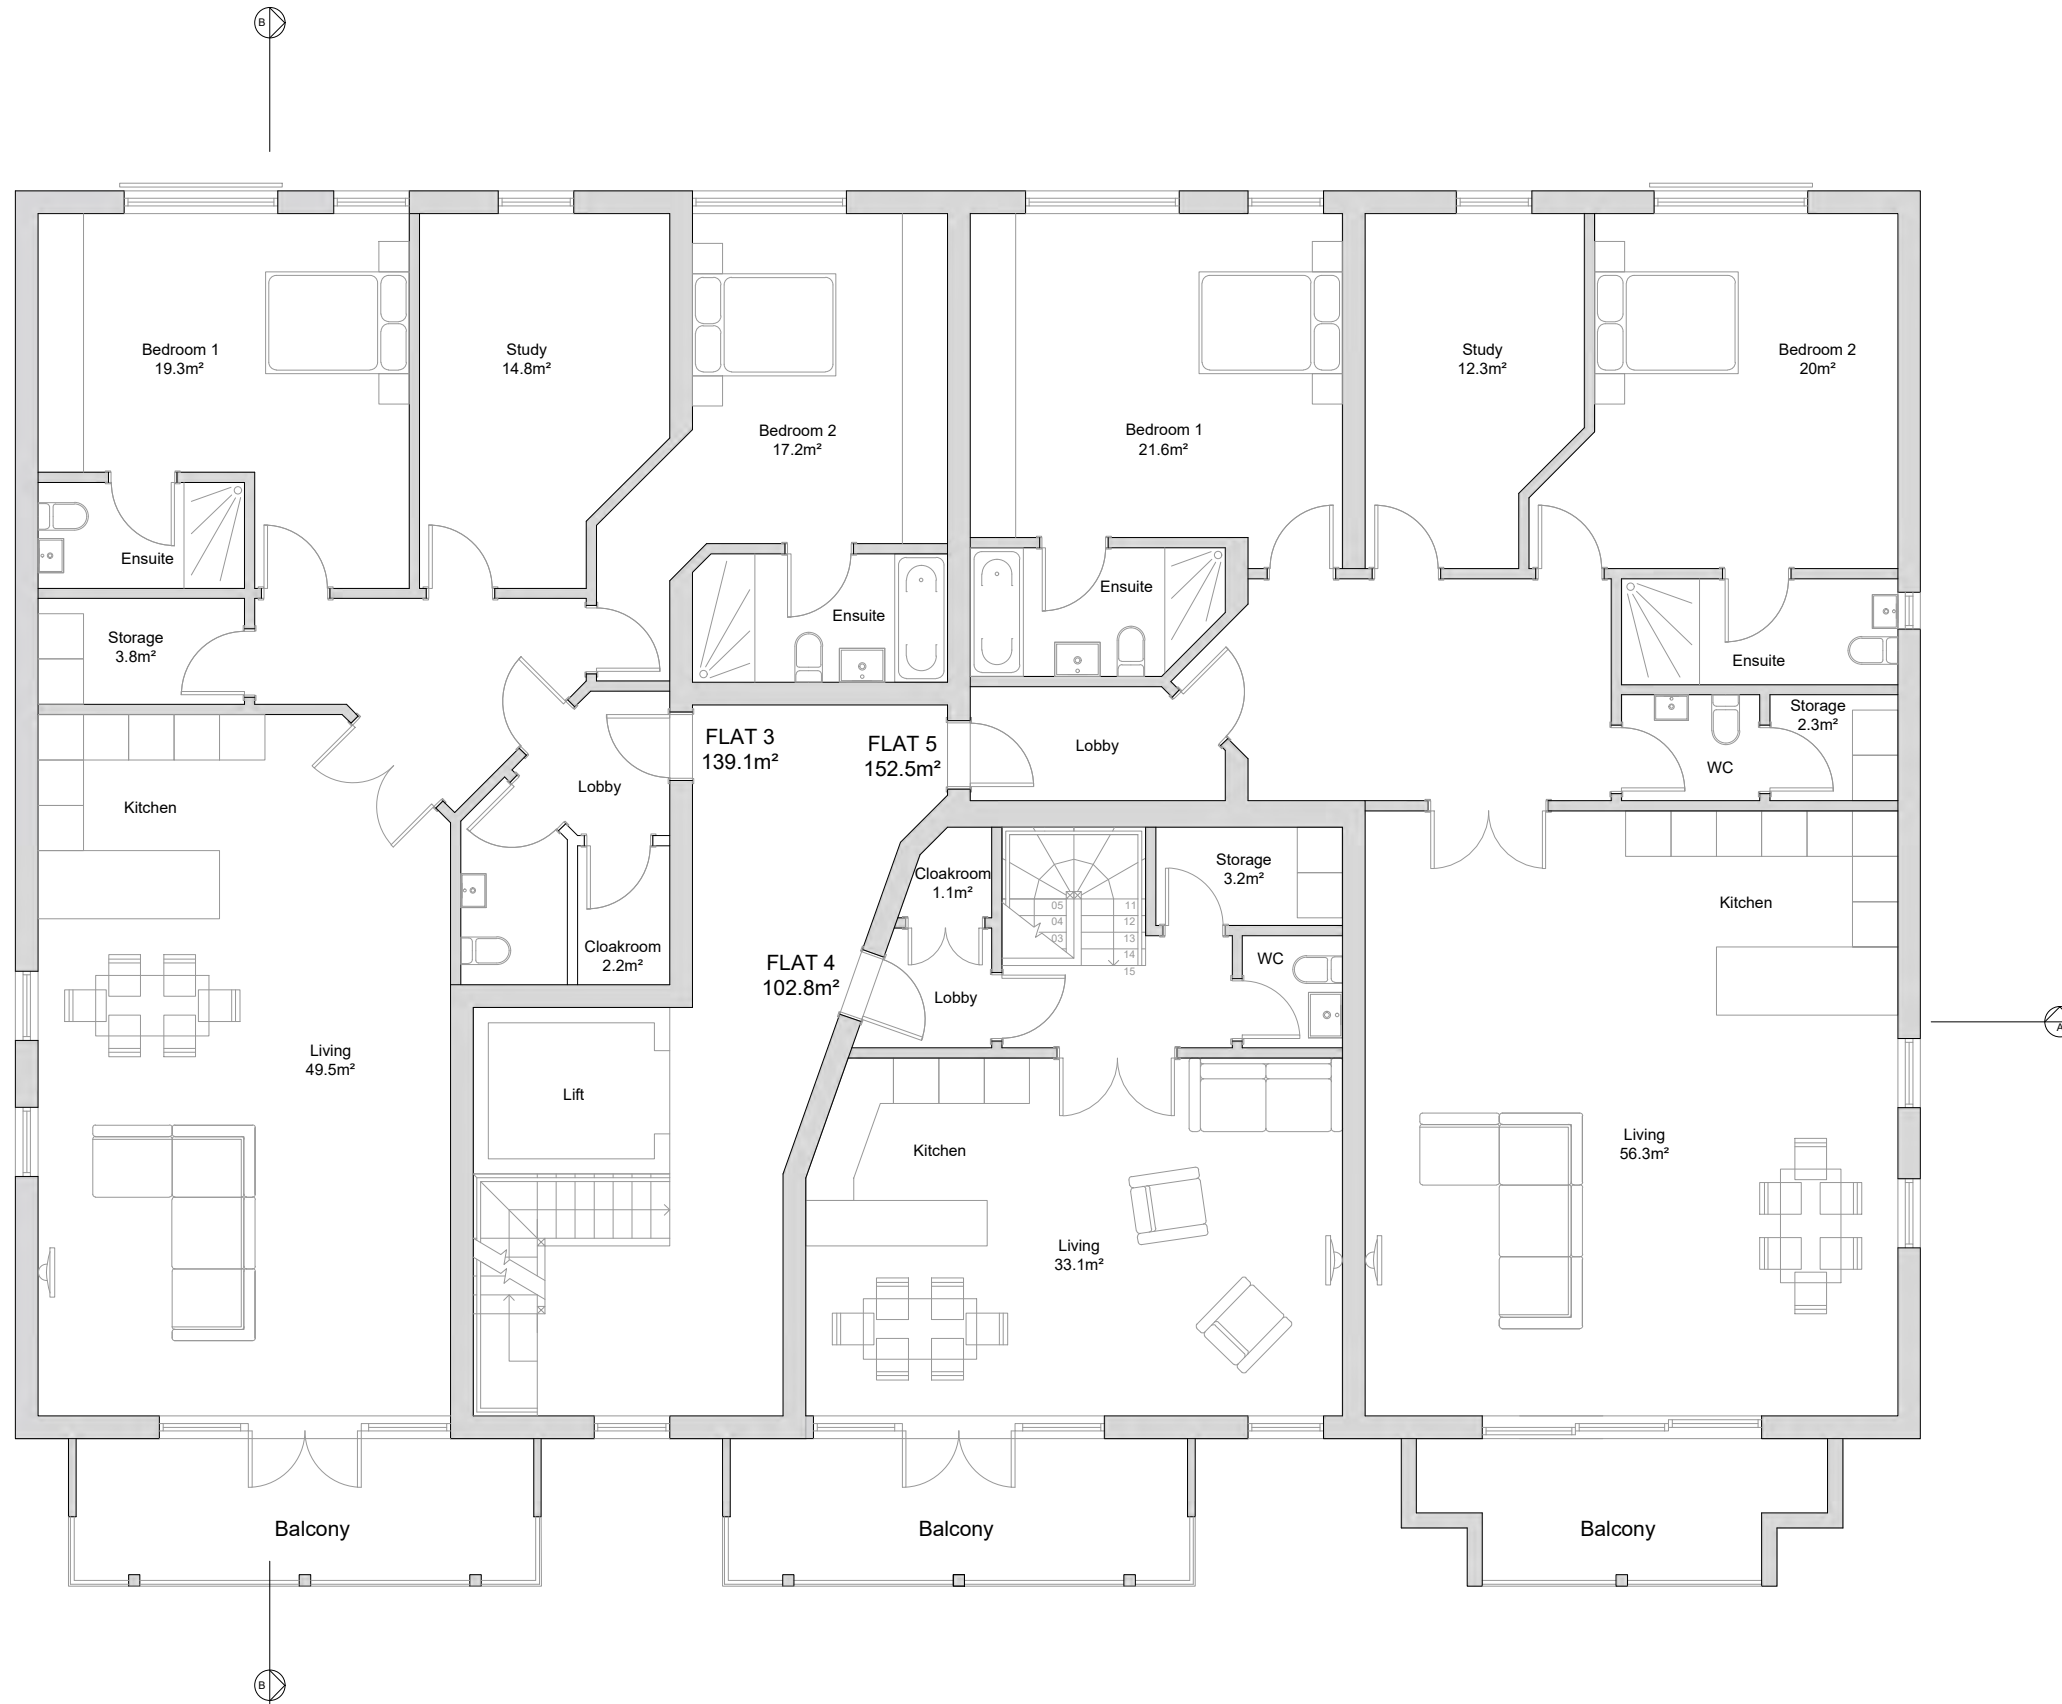 B
Bedroom 1
19.3m²
Study
14.8m²
Bedroom 2
17.2m²
Bedroom 1
21.6m²
Study
12.3m²
Bedroom 2
20m²
Ensuite
Ensuite
Ensuite
Ensuite
Storage
3.8m²
Storage
2.3m²
FLAT 3
139.1m²
FLAT 5
152.5m²
Lobby
WC
Kitchen
Lobby
Cloakroom
1.1m²
05
04
03
11
12
13
14
15
Storage
3.2m²
Kitchen
Cloakroom
2.2m²
FLAT 4
102.8m²
Lobby
WC
A
Living
49.5m²
Lift
Kitchen
Living
56.3m²
Living
33.1m²
Balcony
Balcony
Balcony
B